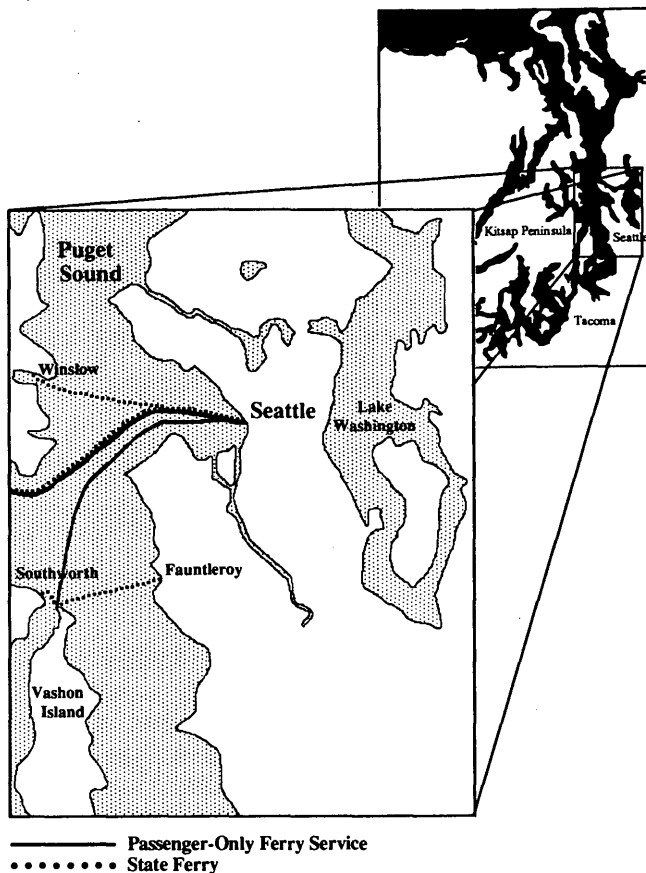 Kitsap Peninsula
Seattle
Tacoma
Puget
Sound
Winslow
Seattle
Lake
Washington
Southworth
Fauntleroy
Vashon
Island
Passenger-Only Ferry Service
State Ferry